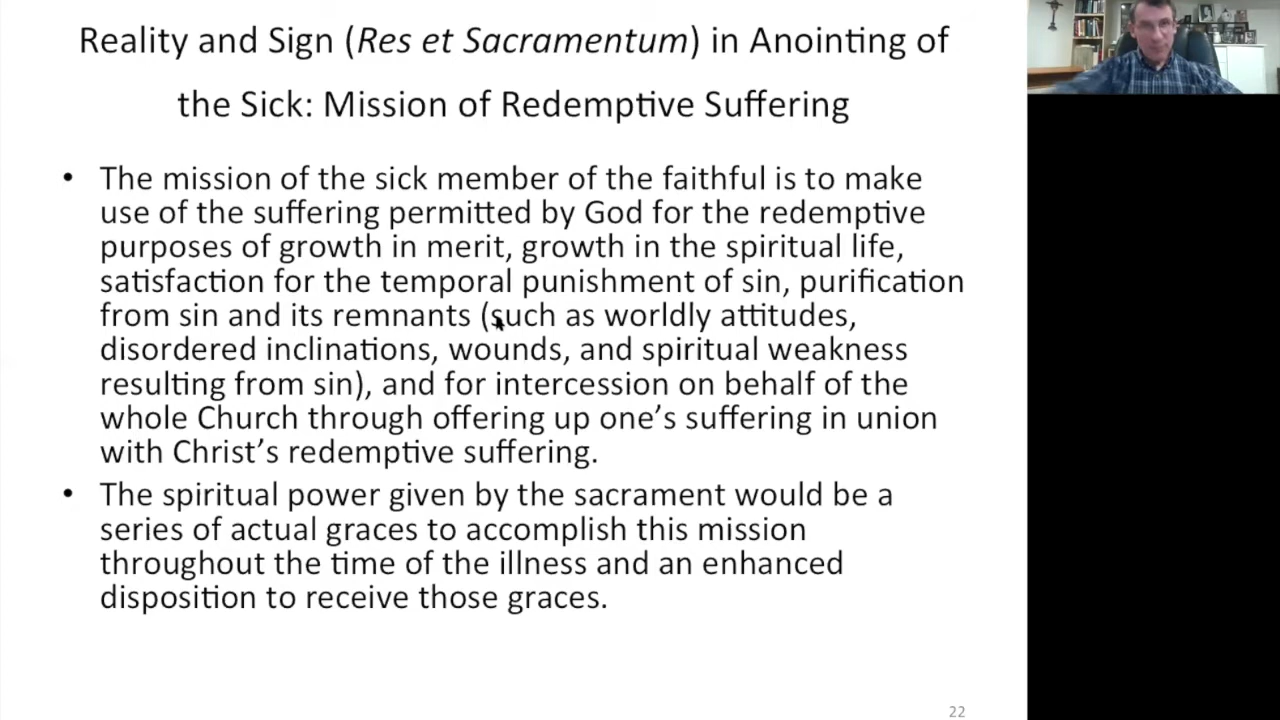 Reality and Sign (Res et Sacramentum) in Anointing of
the Sick: Mission of Redemptive Suffering
• The mission of the sick member of the faithful is to make
use of the suffering permitted by God for the redemptive
purposes of growth in merit, growth in the spiritual life,
satisfaction for the temporal punishment of sin, purification
from sin and its remnants (such as worldly attitudes,
disordered inclinations, wounds, and spiritual weakness
resulting from sin), and for intercession on behalf of the
whole Church through offering up one’s suffering in union
with Christ’s redemptive suffering.
• The spiritual power given by the sacrament would be a
series of actual graces to accomplish this mission
throughout the time of the illness and an enhanced
disposition to receive those graces.
22